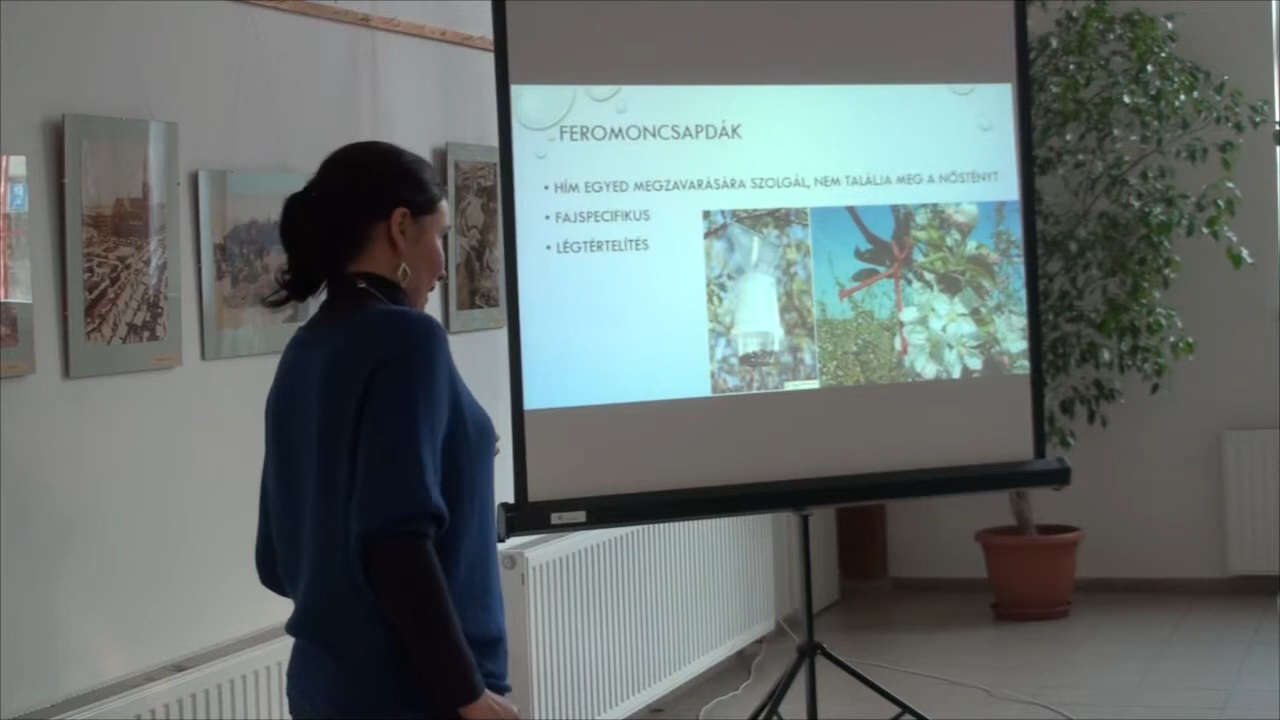 FEROMONCSAPDÁK
• HÍM EGYED MEGZAVARÁSÁRA SZOLGÁL, NEM TALÁLJA MEG A NŐSTÉNYT
• FAJSPECIFIKUS
• LÉGTÉRTELÍTÉS